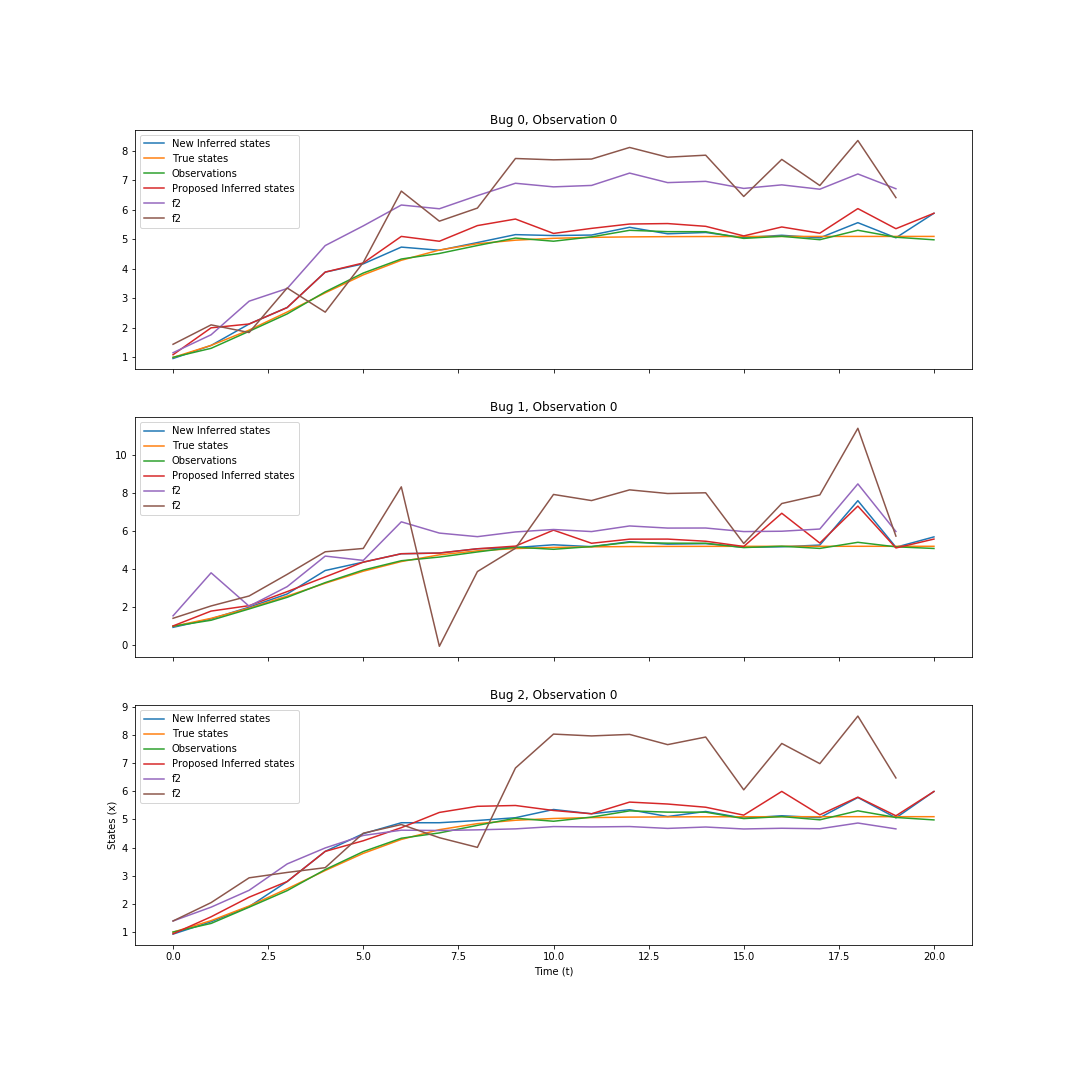 Bug 0, Observation 0
New Inferred states
True states
Observations
Proposed Inferred states
f2
f2
8
7
6
5
4
3
2
1
Bug 1, Observation 0
New Inferred states
True states
Observations
Proposed Inferred states
f2
f2
10
8
6
4
2
0
Bug 2, Observation 0
New Inferred states
True states
Observations
Proposed Inferred states
f2
f2
9
8
7
6
5
4
3
2
1
States (x)
0.0 2.5 5.0 7.5 10.0 12.5 15.0 17.5 20.0
Time (t)